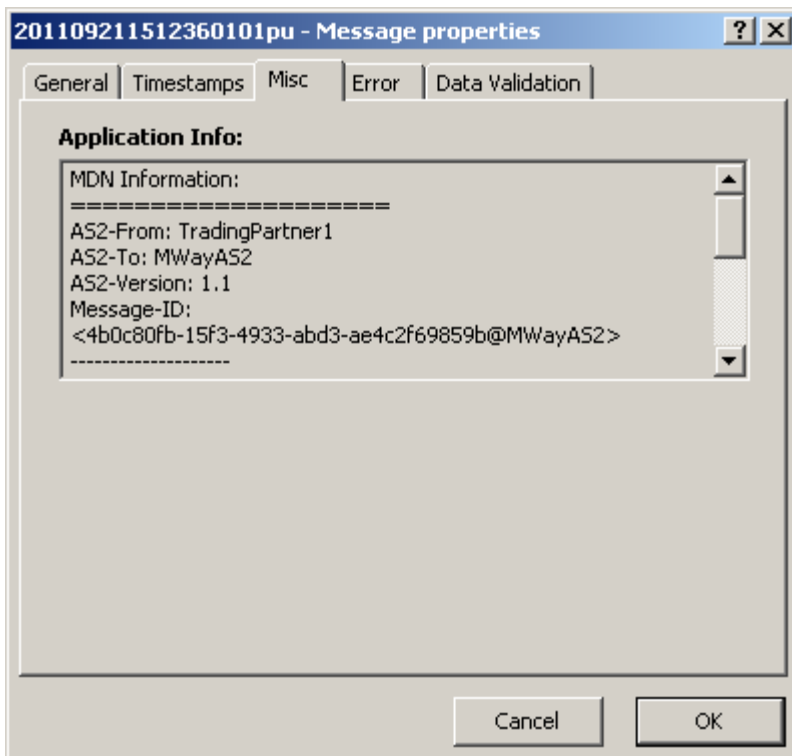 201109211512360101pu - Message properties
General Timestamps Misc Error Data Validation
Application Info:
MDN Information:
====================
AS2-From: TradingPartner1
AS2-To: MWayAS2
AS2-Version: 1.1
Message-ID:
<4b0c80fb-15f3-4933-abd3-ae4c2f69859b@MWayAS2>
-------------------
Cancel OK